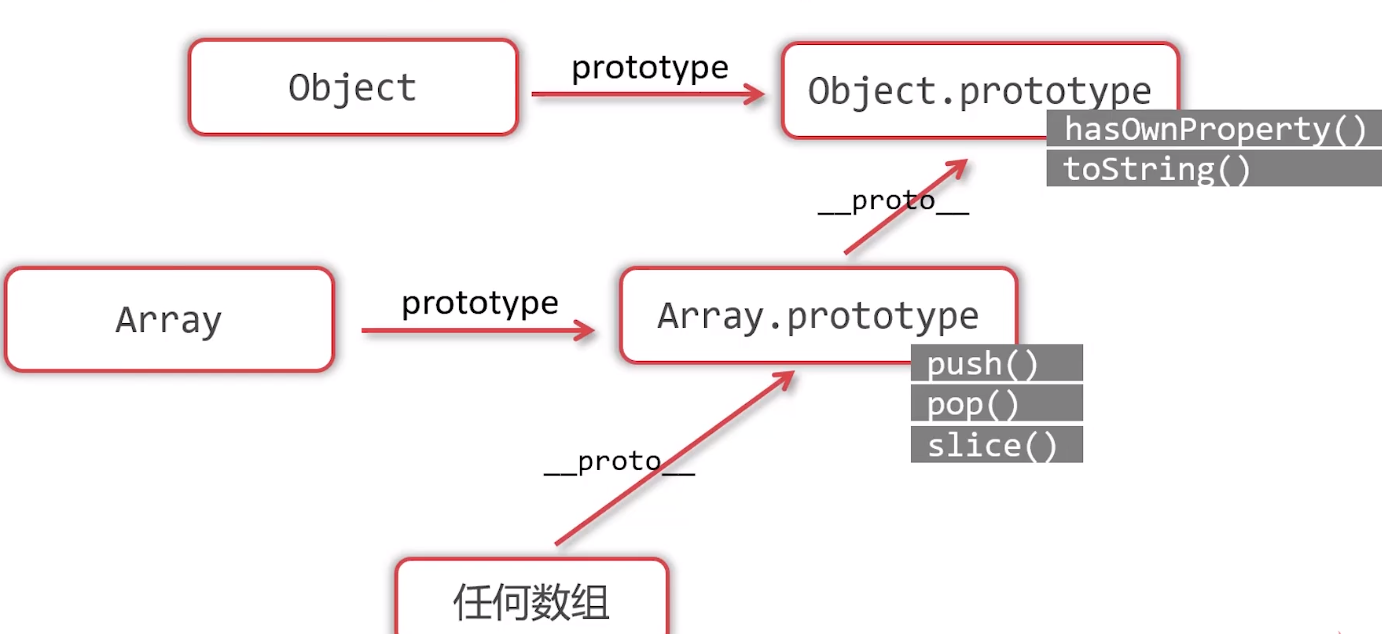 Object
prototype
Object.prototype
hasOwnProperty()
toString()
__proto__
Array
prototype
Array.prototype
push()
pop()
slice()
__proto__
任何数组